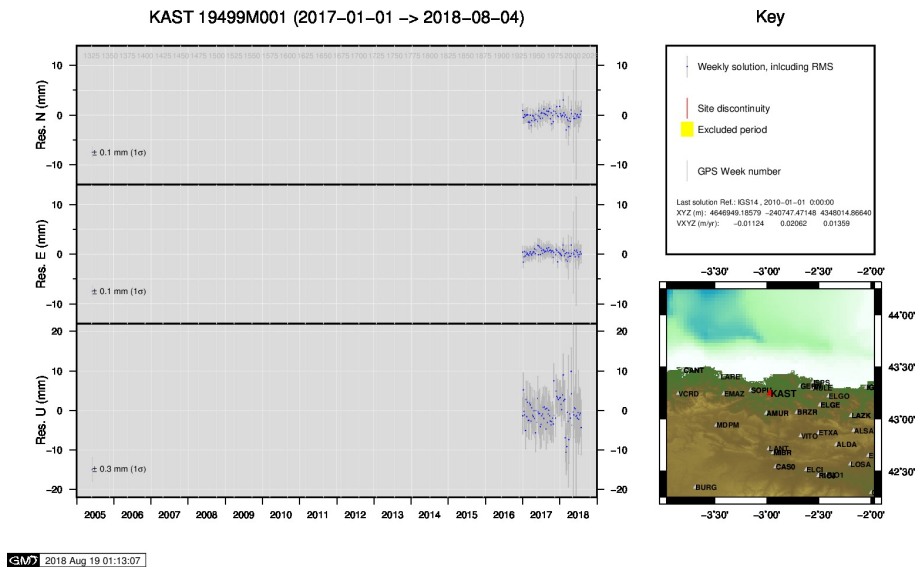 KAST 19499M001 (2017−01−01 −> 2018−08−04)
Key
Res. N (mm)
10
0
−10
± 0.1 mm (1σ)
10
0
−10
Res. E (mm)
10
0
−10
± 0.1 mm (1σ)
10
0
−10
Res. U (mm)
20
10
0
−10
−20
± 0.3 mm (1σ)
20
10
0
−10
−20
2005 2006 2007 2008 2009 2010 2011 2012 2013 2014 2015 2016 2017 2018
Weekly solution, inlcuding RMS
Site discontinuity
Excluded period
GPS Week number
Last solution Ref.: IGS14 , 2010−01−01 0:00:00
XYZ (m): 4646949.18579 −240747.47148 4348014.86640
VXYZ (m/yr): −0.01124 0.02062 0.01359
−3˚30' −3˚00' −2˚30' −2˚00'
44˚00'
43˚30'
43˚00'
42˚30'
CANT
LARE
VCRD
EMAZ
SOPU
KAST
ELGO
ELGE
AMUR
BRZR
LAZK
MDPM
VITO
ETXA
ALSA
ALDA
LANT
CAS0
ELCI
LOSA
BURG
−3˚30' −3˚00' −2˚30' −2˚00'
GMT 2018 Aug 19 01:13:07